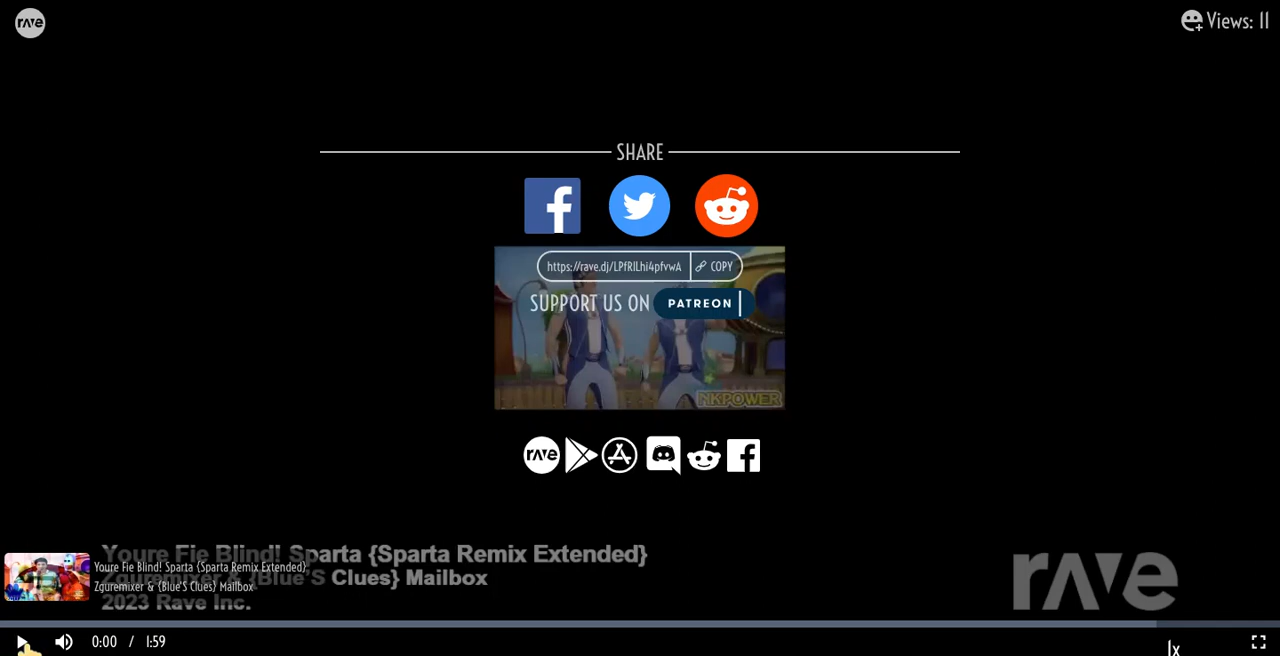 rave
Views: 11
SHARE
https://rave.dj/LPfRILhi4pfvwA COPY
SUPPORT US ON PATREON
NKPOWER
rave
Youre Fie Blind! Sparta {Sparta Remix Extended}
Zguremixer & {Blue'S Clues} Mailbox
2023 Rave Inc.
Youre Fie Blind! Sparta {Sparta Remix Extended}
Zguremixer & {Blue'S Clues} Mailbox
rave
0:00 / 1:59
1x